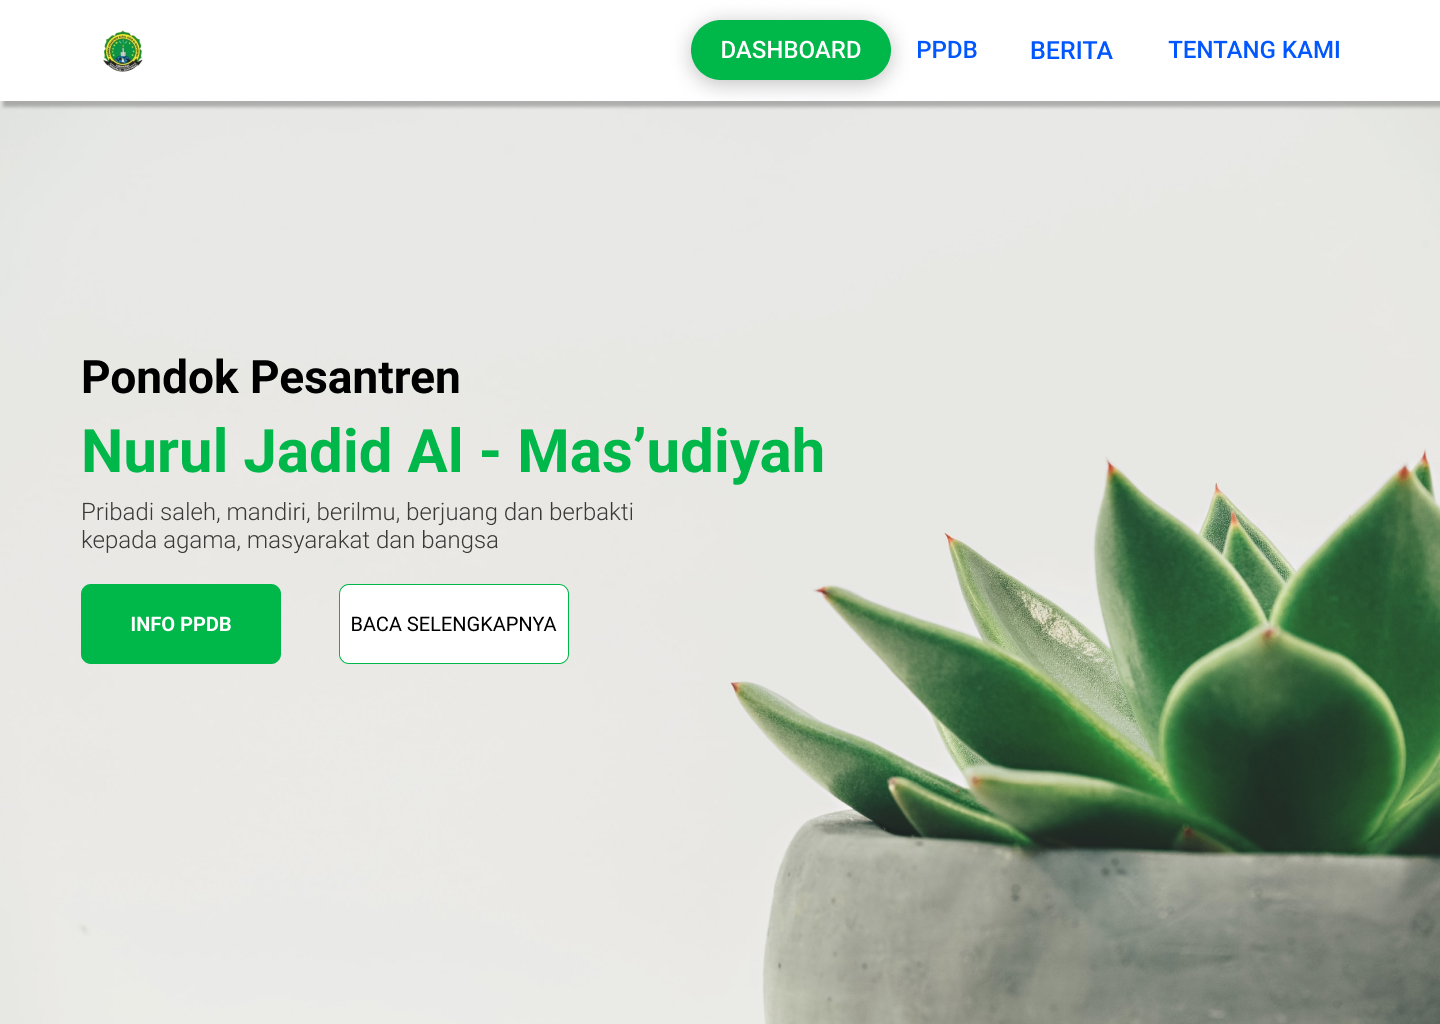 DASHBOARD PPDB BERITA TENTANG KAMI
Pondok Pesantren
Nurul Jadid Al - Mas’udiyah
Pribadi saleh, mandiri, berilmu, berjuang dan berbakti
kepada agama, masyarakat dan bangsa
INFO PPDB BACA SELENGKAPNYA